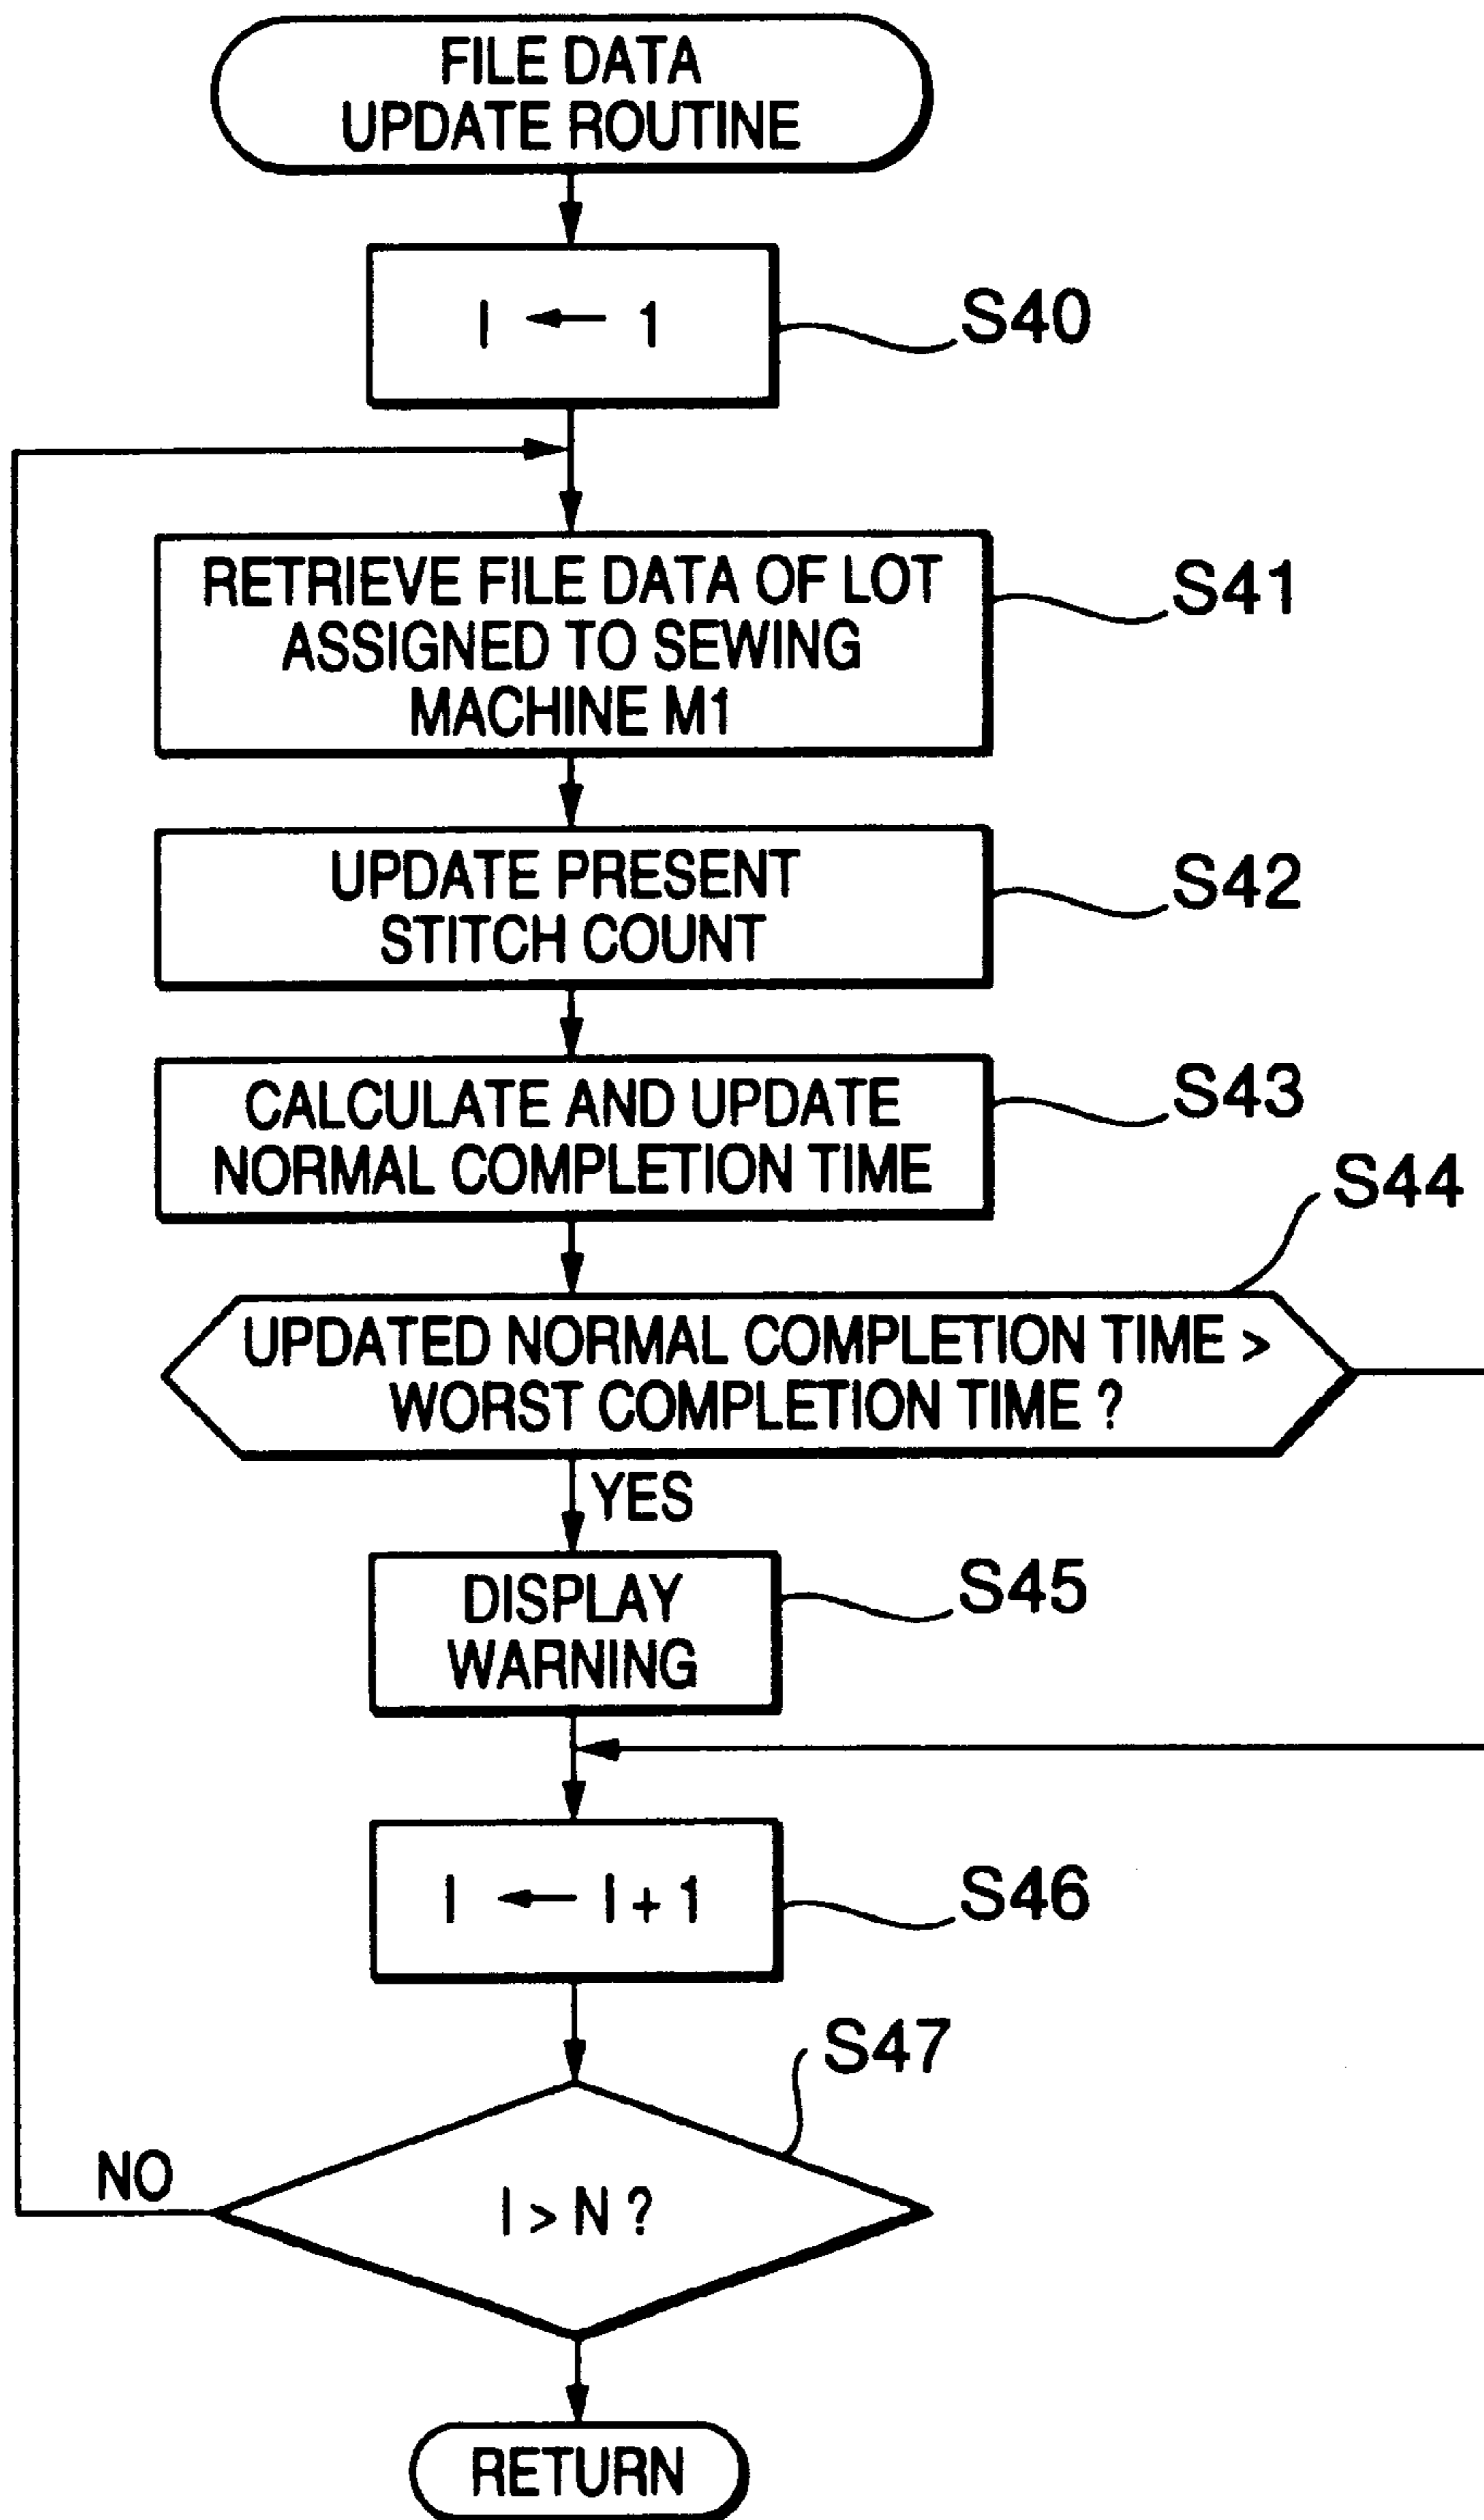 FILE DATA
UPDATE ROUTINE
I ← 1
S40
RETRIEVE FILE DATA OF LOT
ASSIGNED TO SEWING
MACHINE M1
S41
UPDATE PRESENT
STITCH COUNT
S42
CALCULATE AND UPDATE
NORMAL COMPLETION TIME
S43
S44
UPDATED NORMAL COMPLETION TIME >
WORST COMPLETION TIME ?
YES
DISPLAY
WARNING
S45
I ← I + 1
S46
S47
NO
I > N ?
RETURN